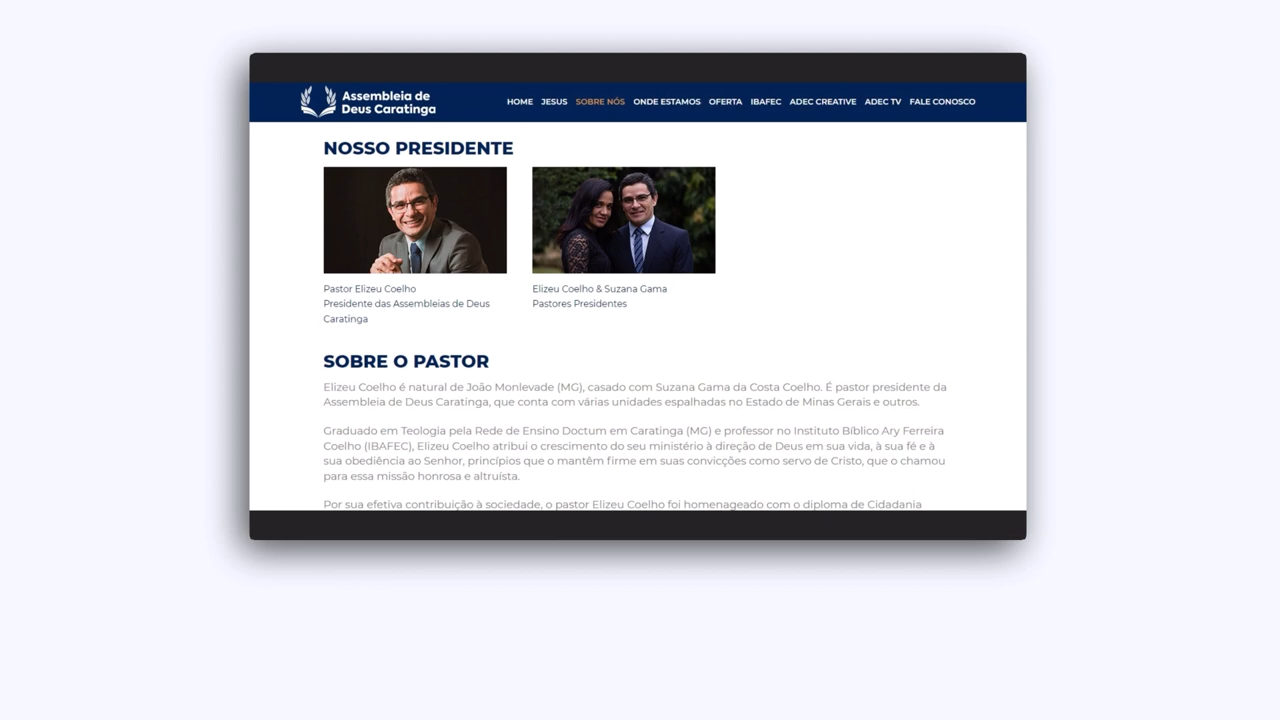 Assembleia de
Deus Caratinga
HOME JESUS SOBRE NÓS ONDE ESTAMOS OFERTA IBAFEC ADEC CREATIVE ADEC TV FALE CONOSCO
NOSSO PRESIDENTE
Pastor Elizeu Coelho
Presidente das Assembleias de Deus
Caratinga
Elizeu Coelho & Suzana Gama
Pastores Presidentes
SOBRE O PASTOR
Elizeu Coelho é natural de João Monlevade (MG), casado com Suzana Gama da Costa Coelho. É pastor presidente da
Assembleia de Deus Caratinga, que conta com várias unidades espalhadas no Estado de Minas Gerais e outros.
Graduado em Teologia pela Rede de Ensino Doctum em Caratinga (MG) e professor no Instituto Bíblico Ary Ferreira
Coelho (IBAFEC), Elizeu Coelho atribui o crescimento do seu ministério à direção de Deus em sua vida, à sua fé e à
sua obediência ao Senhor, princípios que o mantêm firme em suas convicções como servo de Cristo, que o chamou
para essa missão honrosa e altruísta.
Por sua efetiva contribuição à sociedade, o pastor Elizeu Coelho foi homenageado com o diploma de Cidadania